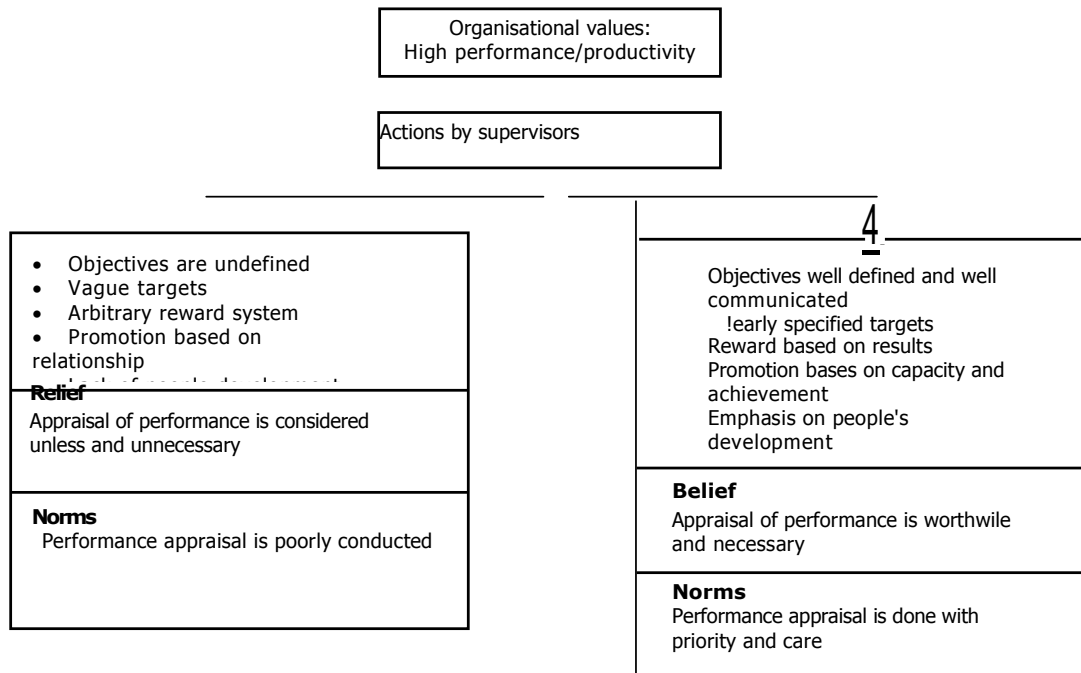 Organisational values:
High performance/productivity
Actions by supervisors
• Objectives are undefined
• Vague targets
• Arbitrary reward system
• Promotion based on
relationship
Relief
Appraisal of performance is considered
unless and unnecessary
Norms
Performance appraisal is poorly conducted
4
Objectives well defined and well
communicated
!early specified targets
Reward based on results
Promotion bases on capacity and
achievement
Emphasis on people's
development
Belief
Appraisal of performance is worthwile
and necessary
Norms
Performance appraisal is done with
priority and care